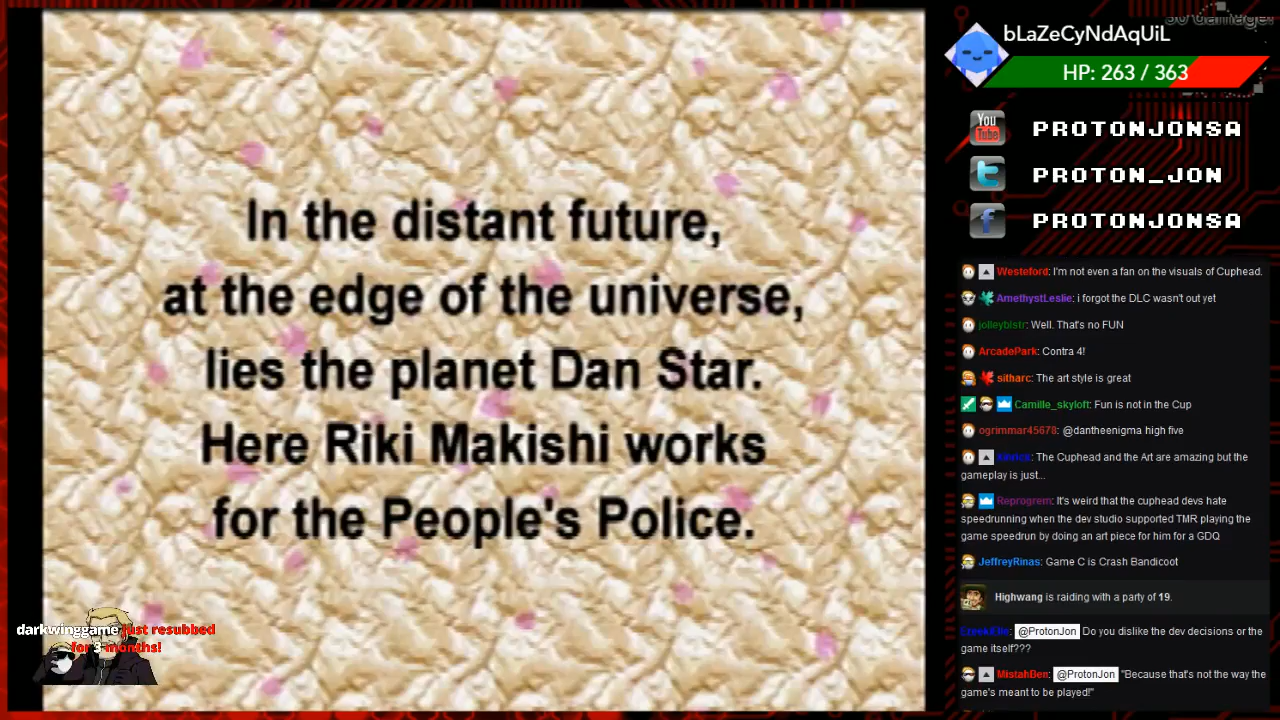 In the distant future,
at the edge of the universe,
lies the planet Dan Star.
Here Riki Makishi works
for the People's Police.
darkwinggame just resubbed
for 3 months!
bLaZeCyNdAqUiL
HP: 263 / 363
You
Tube
PROTONJONSA
PROTON_JON
PROTONJONSA
Westeford: I'm not even a fan on the visuals of Cuphead.
AmethystLeslie: i forgot the DLC wasn't out yet
jolleybistr: Well. That's no FUN
ArcadePark: Contra 4!
sitharc: The art style is great
Camille_skyloft: Fun is not in the Cup
ogrimmar45678: @dantheenigma high five
The Cuphead and the Art are amazing but the
gameplay is just...
Reprogrem: It's weird that the cuphead devs hate
speedrunning when the dev studio supported TMR playing the
game speedrun by doing an art piece for him for a GDQ
JeffreyRinas: Game C is Crash Bandicoot
Highwang is raiding with a party of 19.
@ProtonJon Do you dislike the dev decisions or the
game itself???
MistahBen: @ProtonJon "Because that's not the way the
game's meant to be played!"